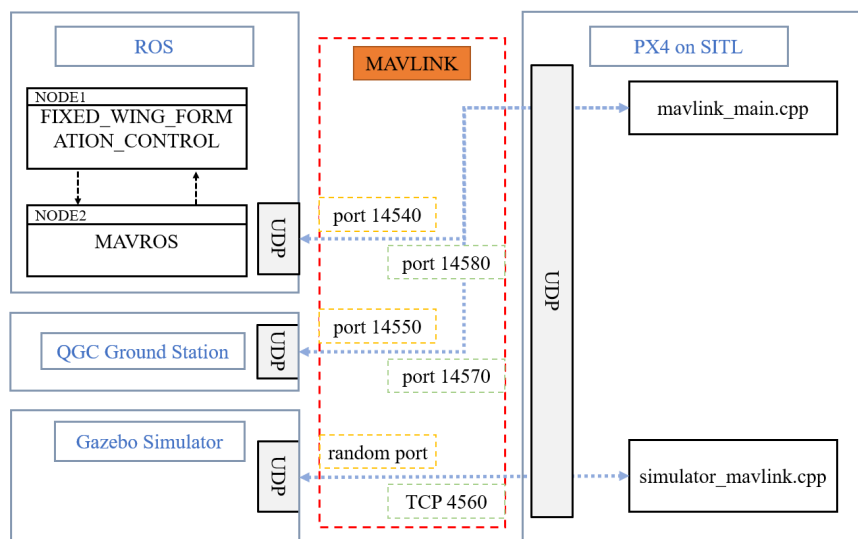 ROS
NODE1
FIXED_WING_FORM
ATION_CONTROL
NODE2
MAVROS
UDP
QGC Ground Station
UDP
Gazebo Simulator
UDP
MAVLINK
port 14540
port 14580
port 14550
port 14570
random port
TCP 4560
PX4 on SITL
UDP
mavlink_main.cpp
simulator_mavlink.cpp